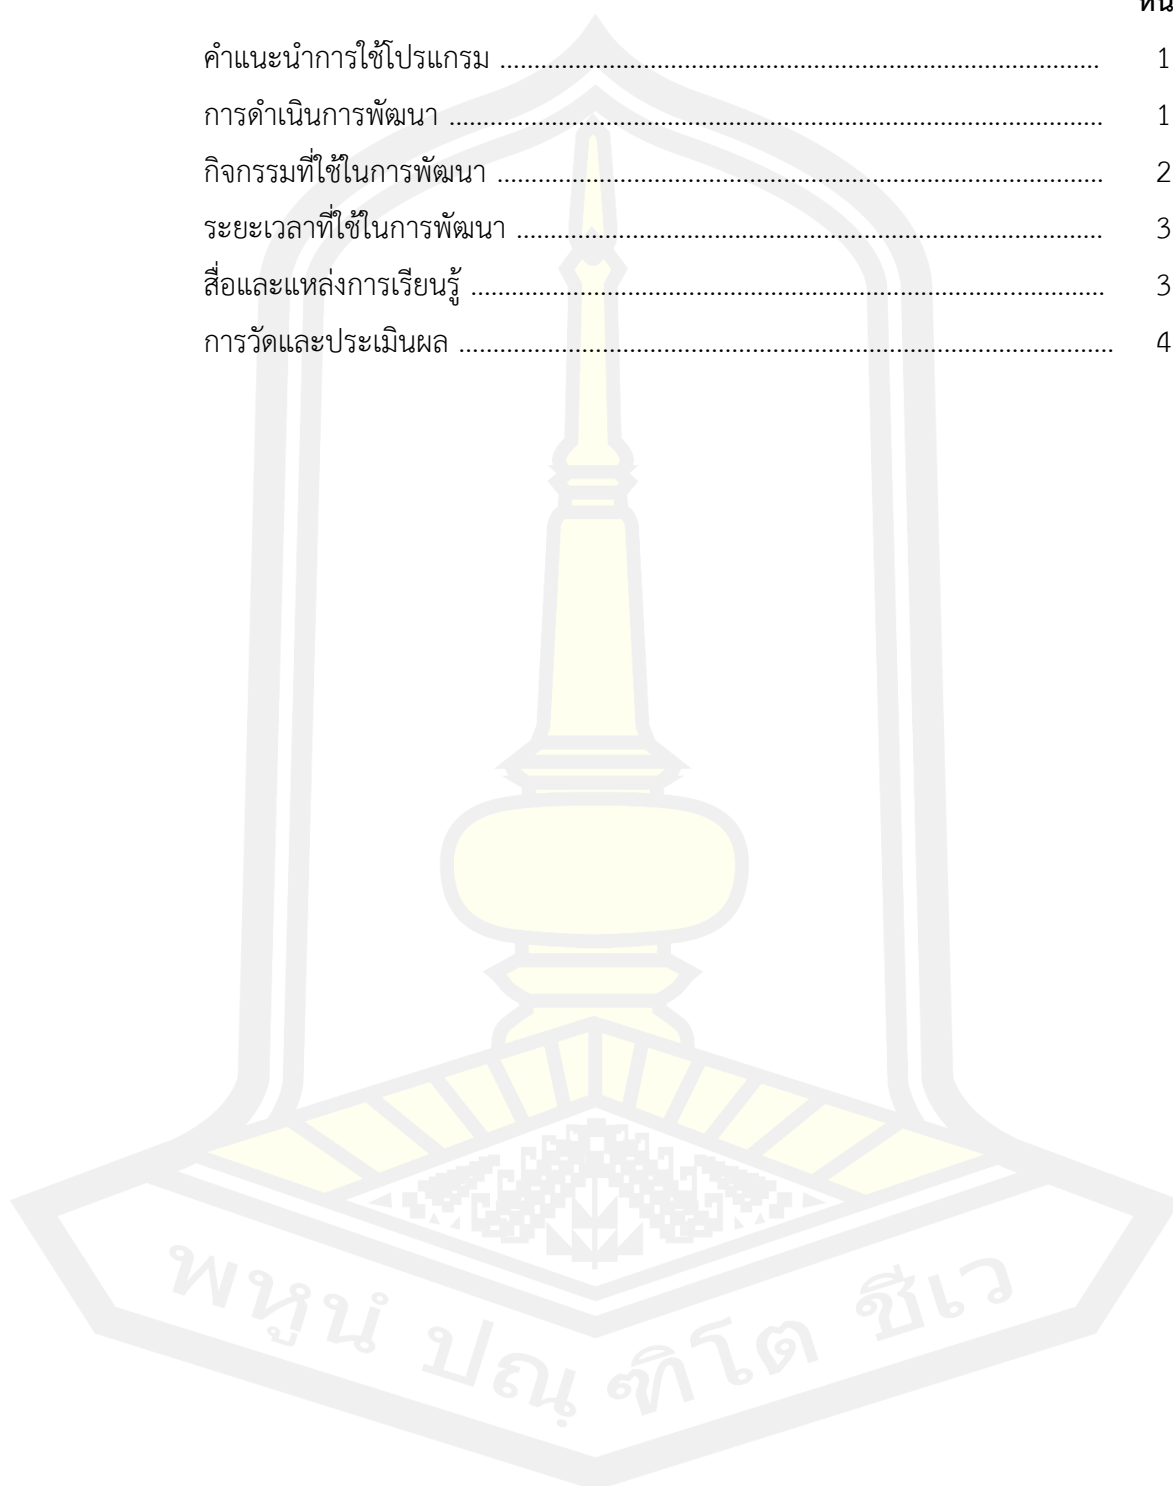 คำแนะนำการใช้โปรแกรม ........................................................................................ 1
การดำเนินการพัฒนา ................................................................................................ 1
กิจกรรมที่ใช้ในการพัฒนา ......................................................................................... 2
ระยะเวลาที่ใช้ในการพัฒนา ...................................................................................... 3
สื่อและแหล่งการเรียนรู้ ............................................................................................. 3
การวัดและประเมินผล ................................................................................................ 4
พหูนํ ปณฺฑิโต ชีเว